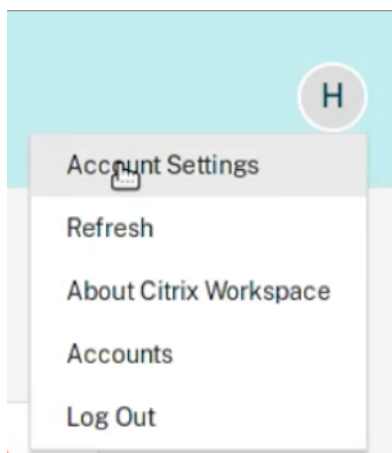 H
Account Settings
Refresh
About Citrix Workspace
Accounts
Log Out